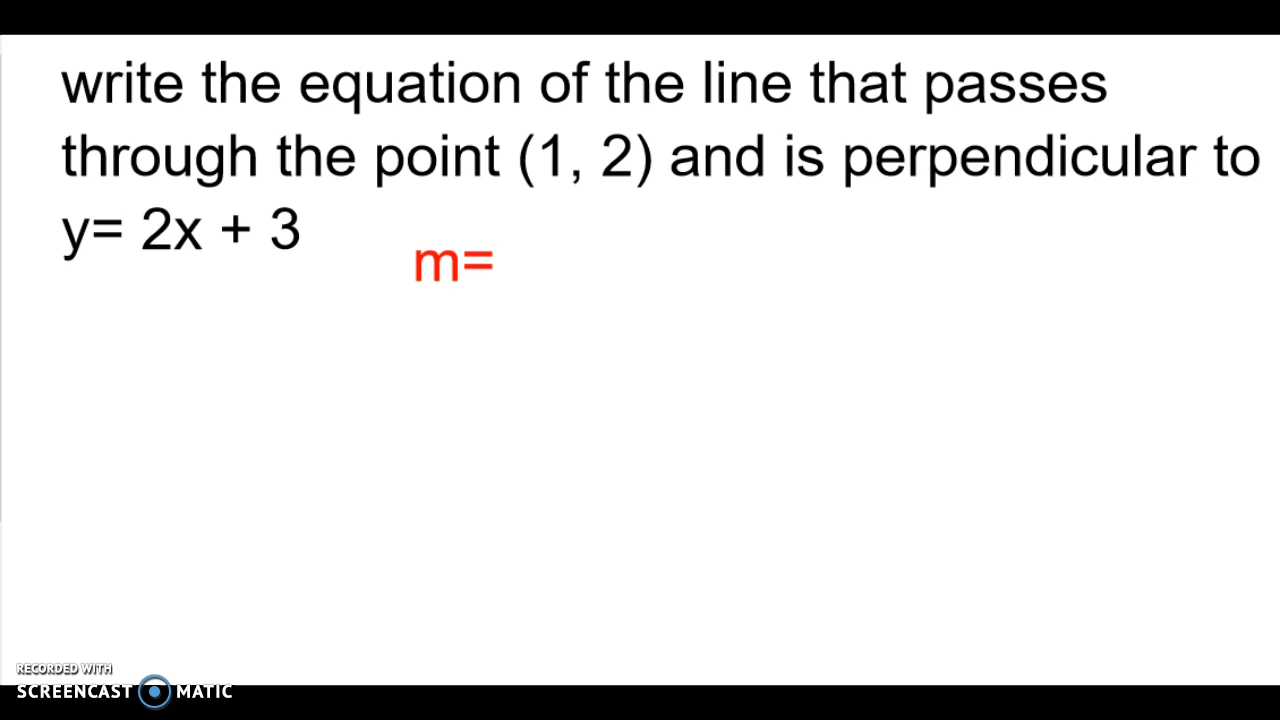 write the equation of the line that passes
through the point (1, 2) and is perpendicular to
y= 2x + 3
m=
RECORDED WITH
SCREENCAST MATIC